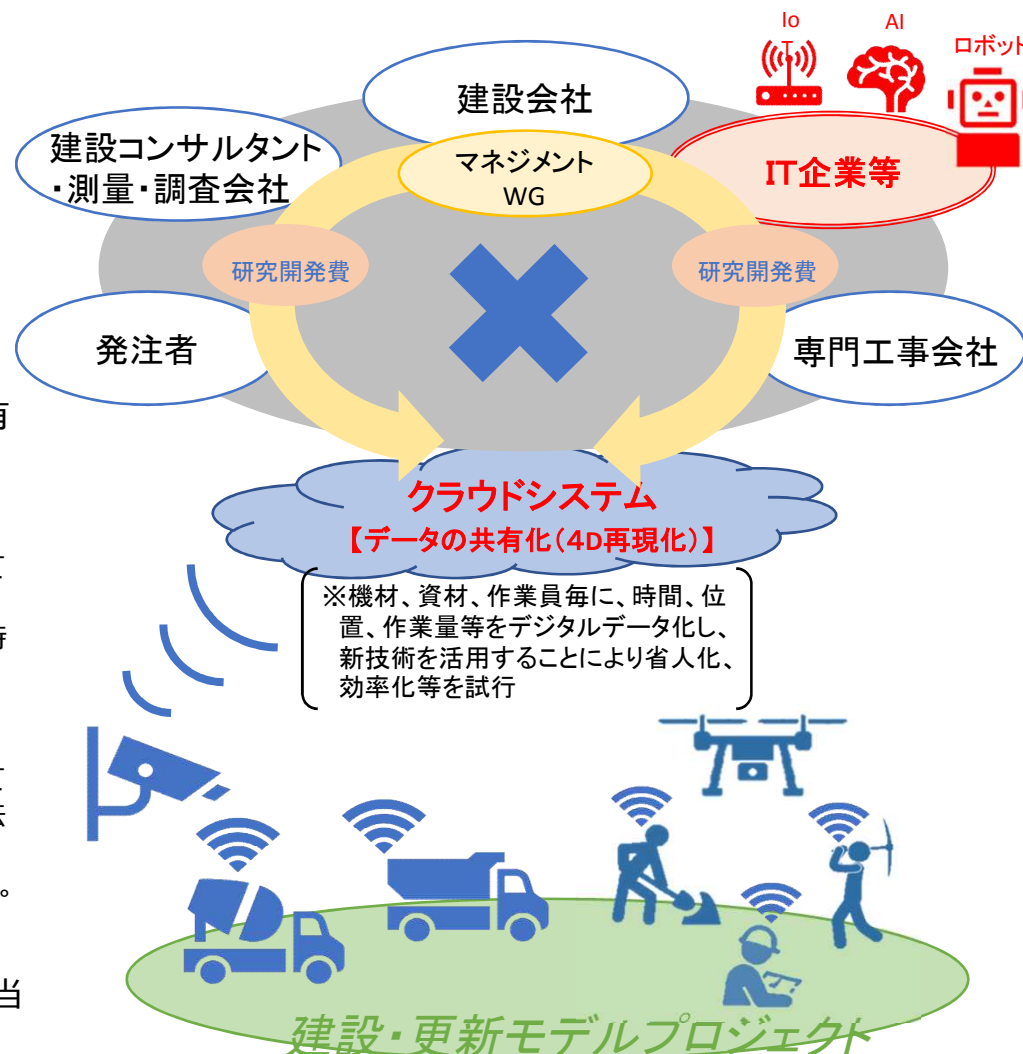 IoT
AI
ロボット
建設会社
建設コンサルタント
・測量・調査会社
マネジメント
WG
IT企業等
研究開発費
研究開発費
発注者
専門工事会社
クラウドシステム
【データの共有化(4D再現化)】
※機材、資材、作業員毎に、時間、位
置、作業量等をデジタルデータ化し、
新技術を活用することにより省人化、
効率化等を試行
。
当
建設・更新モデルプロジェクト